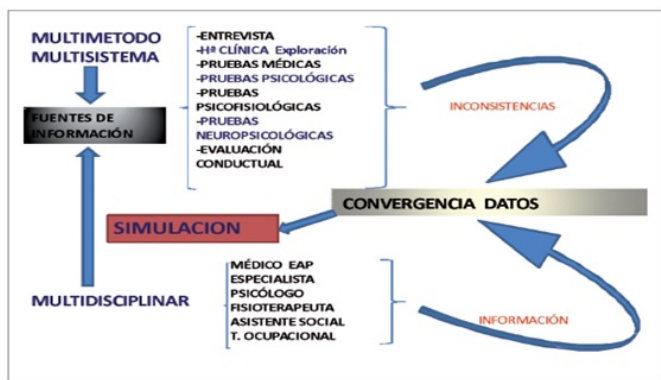 MULTIMETODO
MULTISISTEMA
FUENTES DE
INFORMACIÓN
-ENTREVISTA
-Hª CLÍNICA Exploración
-PRUEBAS MÉDICAS
-PRUEBAS PSICOLÓGICAS
-PRUEBAS
PSICOFISIOLÓGICAS
-PRUEBAS
NEUROPSICOLÓGICAS
-EVALUACIÓN
CONDUCTUAL
INCONSISTENCIAS
CONVERGENCIA DATOS
SIMULACION
MULTIDISCIPLINAR
MÉDICO EAP
ESPECIALISTA
PSICÓLOGO
FISIOTERAPEUTA
ASISTENTE SOCIAL
T. OCUPACIONAL
INFORMACIÓN